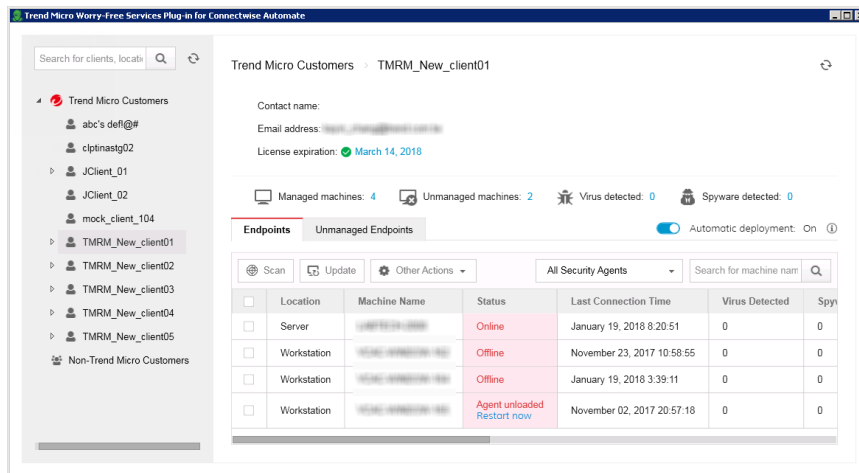 Trend Micro Worry-Free Services Plug-in for Connectwise Automate
Search for clients, locati
Trend Micro Customers
abc's def!@#
clptinastg02
JClient_01
JClient_02
mock_client_104
TMRM_New_client01
TMRM_New_client02
TMRM_New_client03
TMRM_New_client04
TMRM_New_client05
Non-Trend Micro Customers
Trend Micro Customers > TMRM_New_client01
Contact name:
Email address:
License expiration: March 14, 2018
Managed machines: 4 Unmanaged machines: 2 Virus detected: 0 Spyware detected: 0
Endpoints Unmanaged Endpoints Automatic deployment: On
Scan Update Other Actions All Security Agents Search for machine nam
Location Machine Name Status Last Connection Time Virus Detected Spyw
Server Online January 19, 2018 8:20:51 0 0
Workstation Offline November 23, 2017 10:58:55 0 0
Workstation Offline January 19, 2018 3:39:11 0 0
Workstation Agent unloaded November 02, 2017 20:57:18 0 0
Restart now